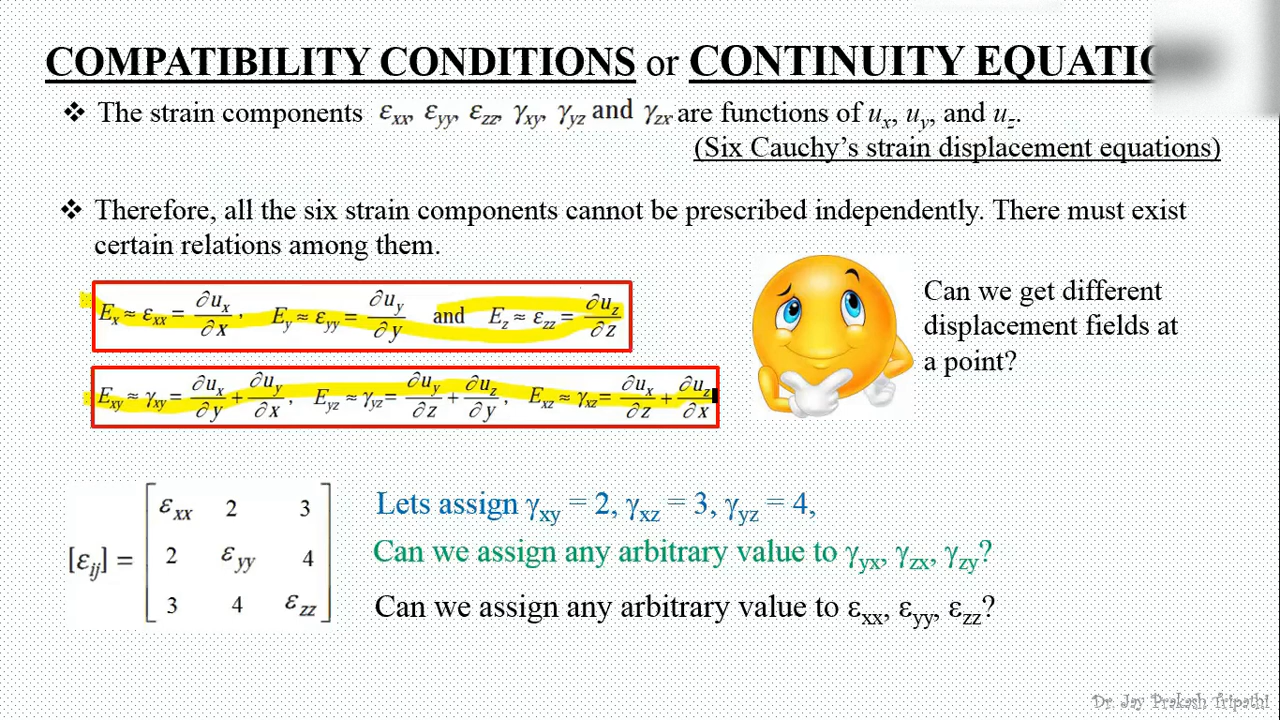 COMPATIBILITY CONDITIONS or CONTINUITY EQUATIO
❖ The strain components εxx, εyy, εzz, γxy, γyz and γzx are functions of ux, uy, and uz.
(Six Cauchy’s strain displacement equations)
❖ Therefore, all the six strain components cannot be prescribed independently. There must exist
certain relations among them.
Ex ≈ εxx = ∂ux/∂x, Ey ≈ εyy = ∂uy/∂y and Ez ≈ εzz = ∂uz/∂z
Exy ≈ γxy = ∂ux/∂y + ∂uy/∂x, Eyz ≈ γyz = ∂uy/∂z + ∂uz/∂y, Exz ≈ γxz = ∂ux/∂z + ∂uz/∂x
Can we get different
displacement fields at
a point?
εxx 2 3
[εij] = 2 εyy 4
3 4 εzz
Lets assign γxy = 2, γxz = 3, γyz = 4,
Can we assign any arbitrary value to γyx, γzx, γzy?
Can we assign any arbitrary value to εxx, εyy, εzz?
Dr. Jay Prakash Tripathi